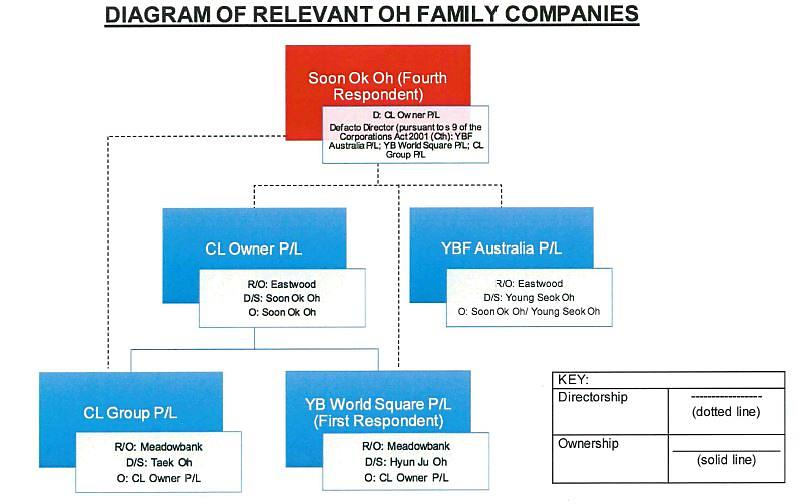 DIAGRAM OF RELEVANT OH FAMILY COMPANIES
Soon Ok Oh (Fourth
Respondent)
D: CL Owner P/L
Defacto Director (pursuant to s 9 of the
Corporations Act 2001 (Cth): YBF
Australia P/L; YB World Square P/L; CL
Group P/L
CL Owner P/L
R/O: Eastwood
D/S: Soon Ok Oh
O: Soon Ok Oh
YBF Australia P/L
R/O: Eastwood
D/S: Young Seok Oh
O: Soon Ok Oh/ Young Seok Oh
CL Group P/L
R/O: Meadowbank
D/S: Taek Oh
O: CL Owner P/L
YB World Square P/L
(First Respondent)
R/O: Meadowbank
D/S: Hyun Ju Oh
O: CL Owner P/L
KEY:
Directorship
(dotted line)
Ownership
(solid line)